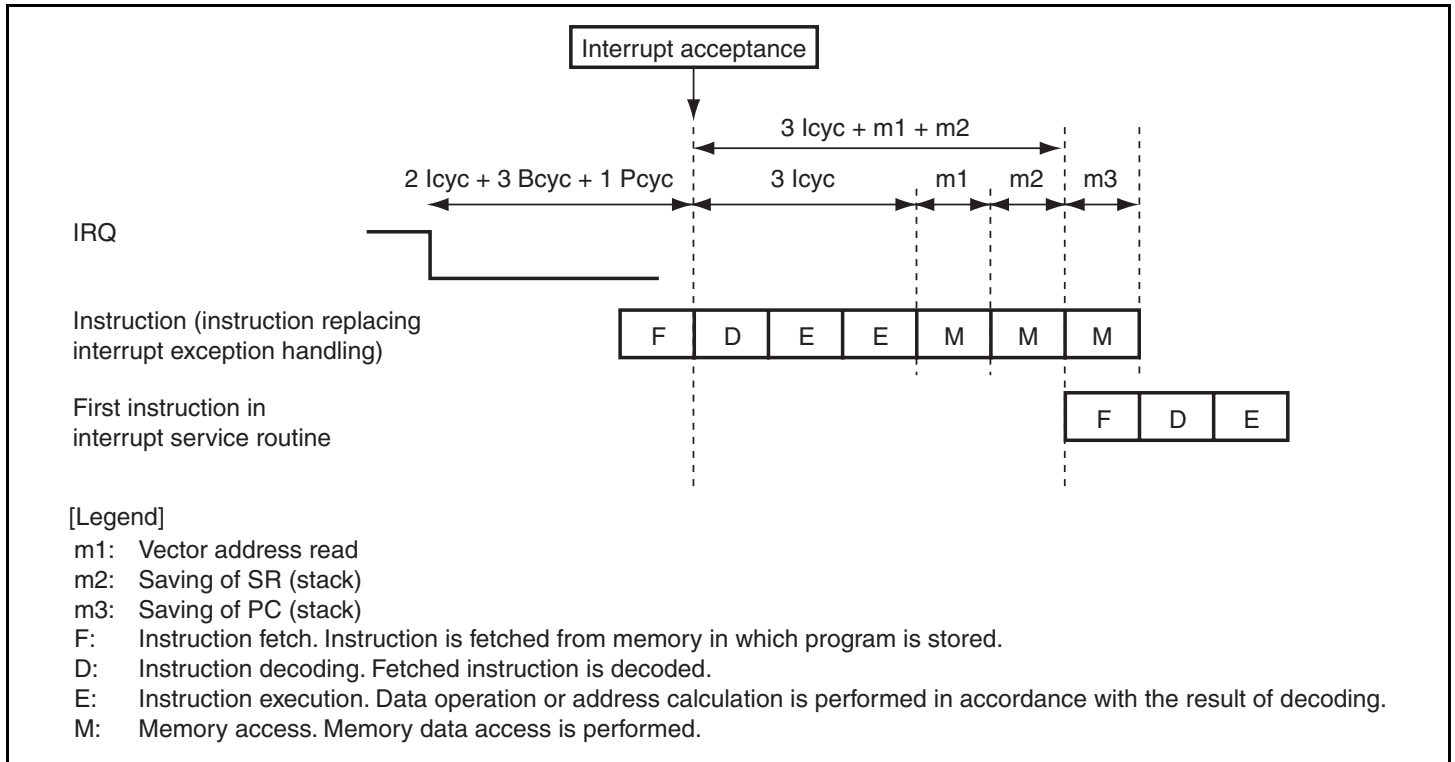 Interrupt acceptance
3 Icyc + m1 + m2
2 Icyc + 3 Bcyc + 1 Pcyc 3 Icyc m1 m2 m3
IRQ
Instruction (instruction replacing
interrupt exception handling)
F D E E M M M
First instruction in
interrupt service routine
F D E
[Legend]
m1: Vector address read
m2: Saving of SR (stack)
m3: Saving of PC (stack)
F: Instruction fetch. Instruction is fetched from memory in which program is stored.
D: Instruction decoding. Fetched instruction is decoded.
E: Instruction execution. Data operation or address calculation is performed in accordance with the result of decoding.
M: Memory access. Memory data access is performed.